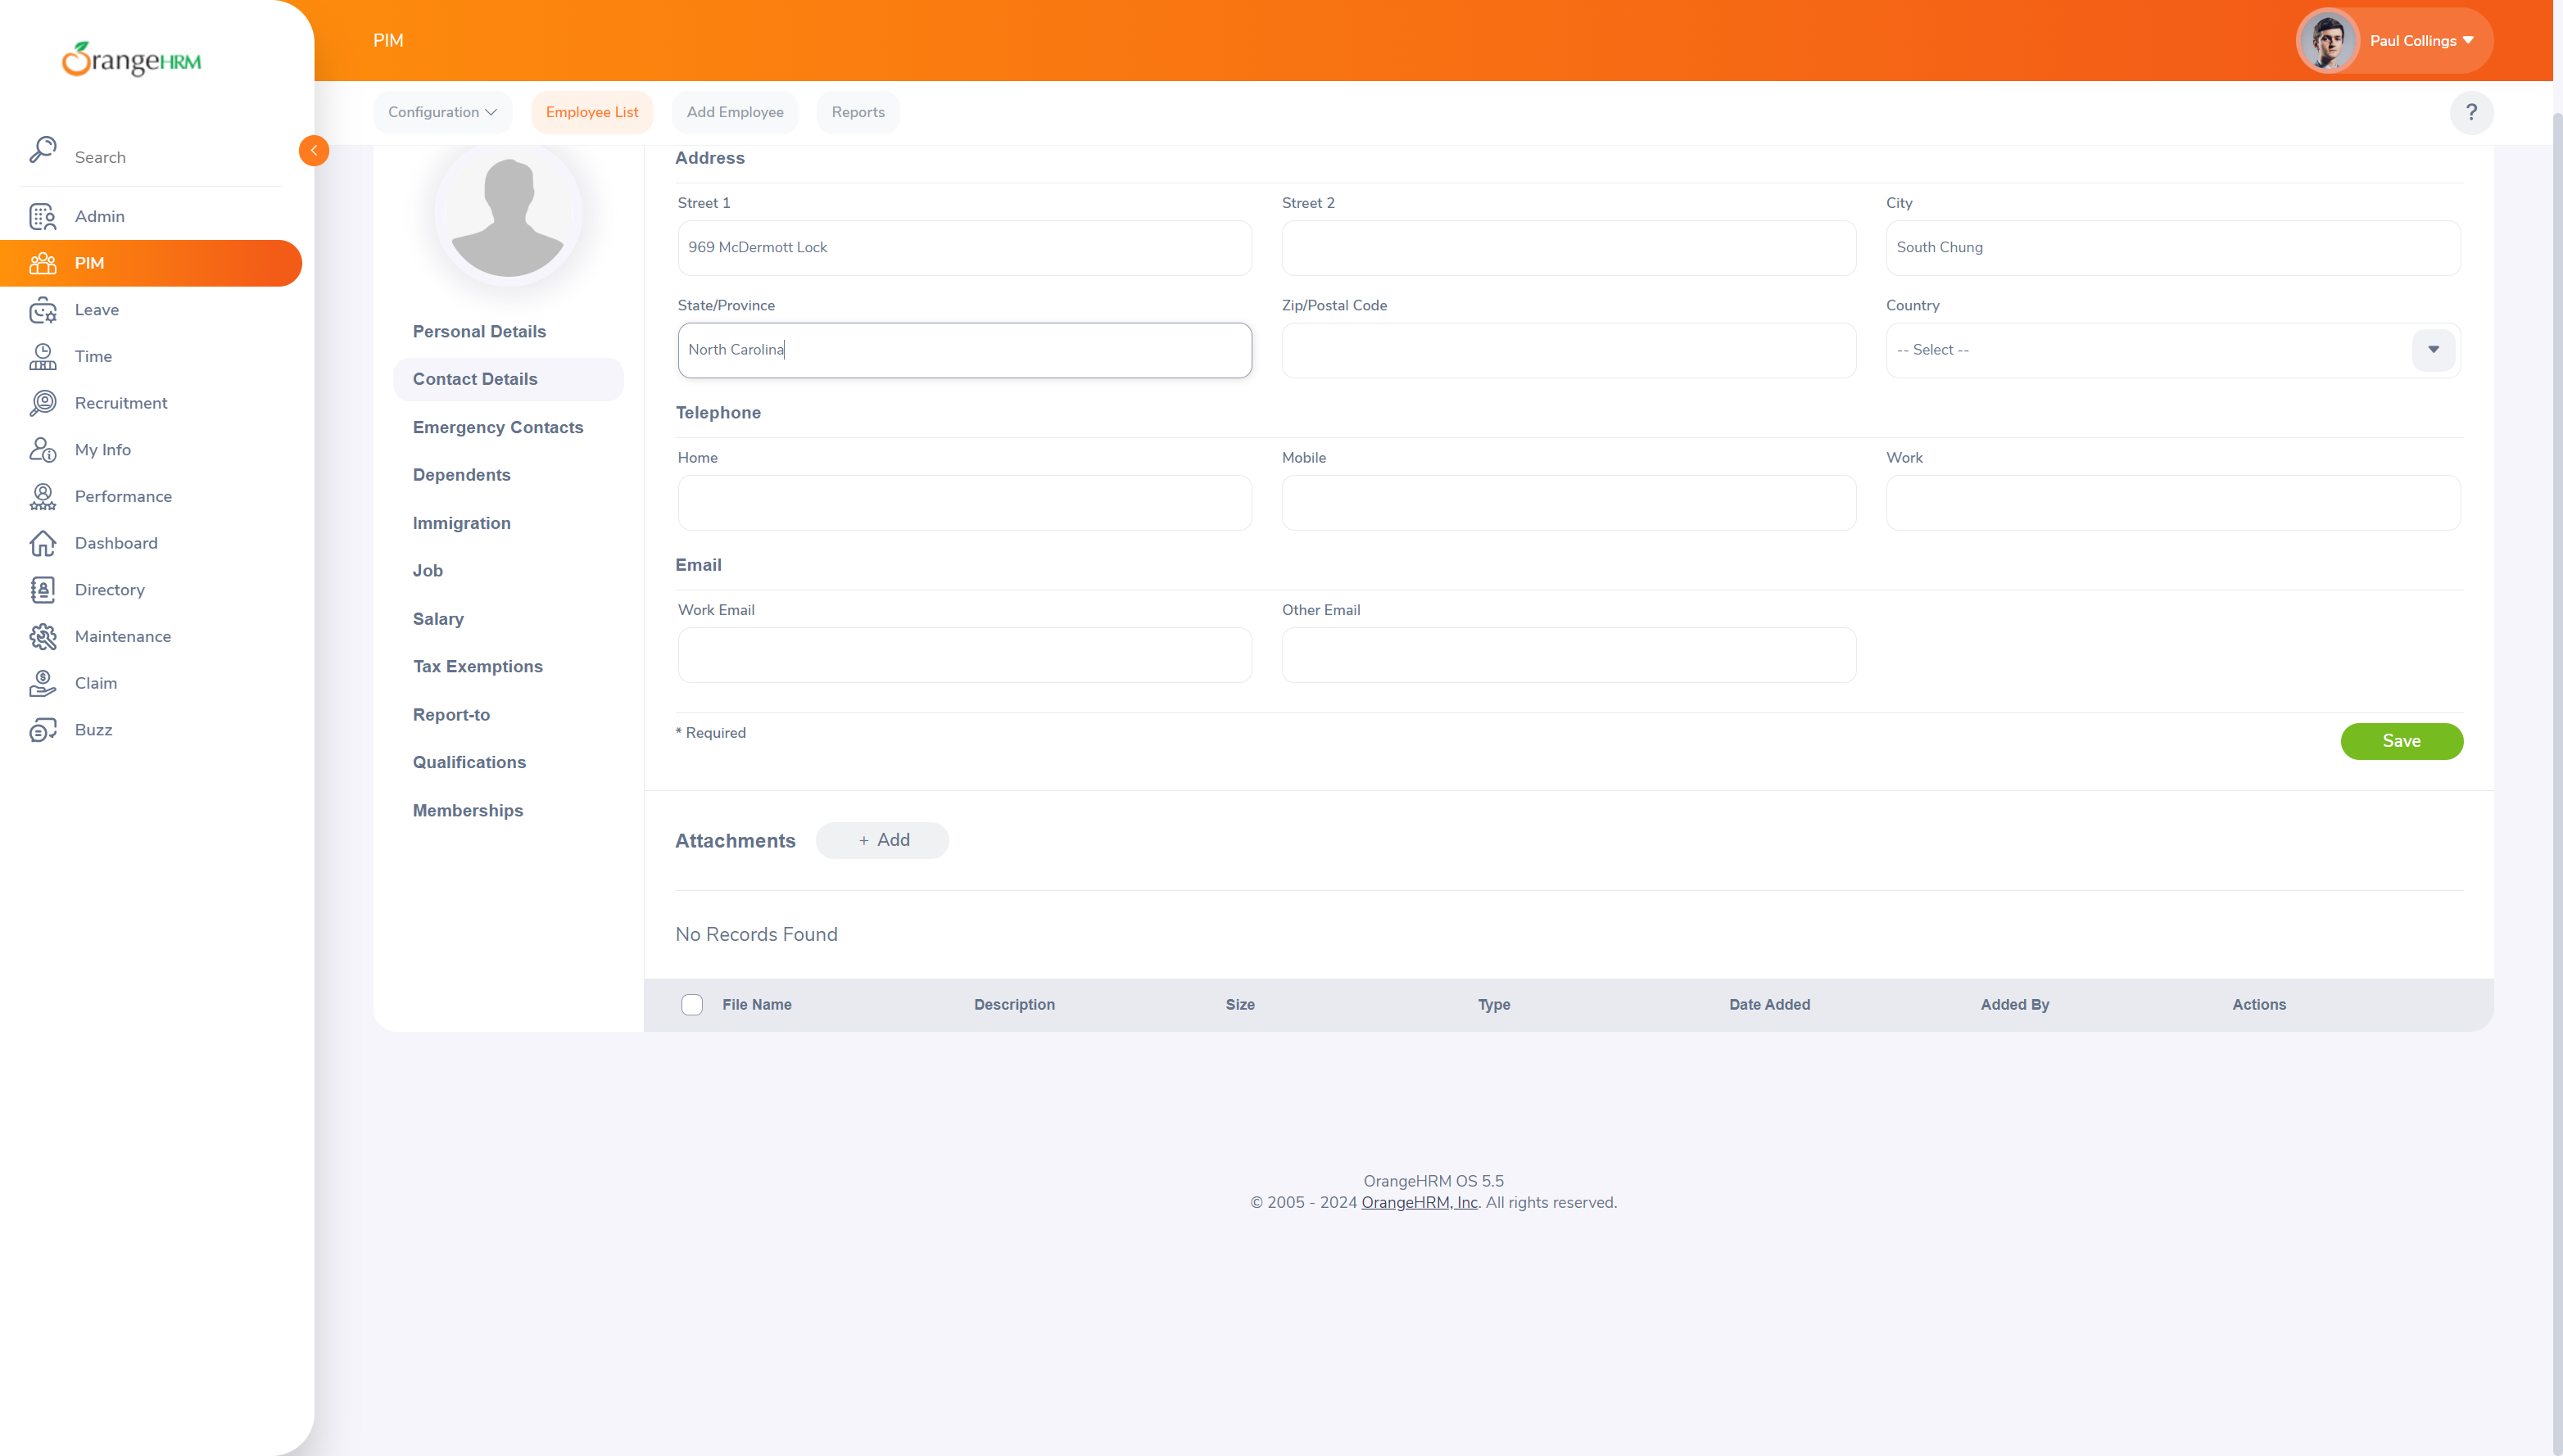 OrangeHRM
PIM
Paul Collings
Configuration
Employee List
Add Employee
Reports
?
Search
Admin
PIM
Leave
Time
Recruitment
My Info
Performance
Dashboard
Directory
Maintenance
Claim
Buzz
Personal Details
Contact Details
Emergency Contacts
Dependents
Immigration
Job
Salary
Tax Exemptions
Report-to
Qualifications
Memberships
Address
Street 1
Street 2
City
969 McDermott Lock
South Chung
State/Province
Zip/Postal Code
Country
North Carolina
-- Select --
Telephone
Home
Mobile
Work
Email
Work Email
Other Email
* Required
Save
Attachments
+ Add
No Records Found
File Name
Description
Size
Type
Date Added
Added By
Actions
OrangeHRM OS 5.5
© 2005 - 2024 OrangeHRM, Inc. All rights reserved.